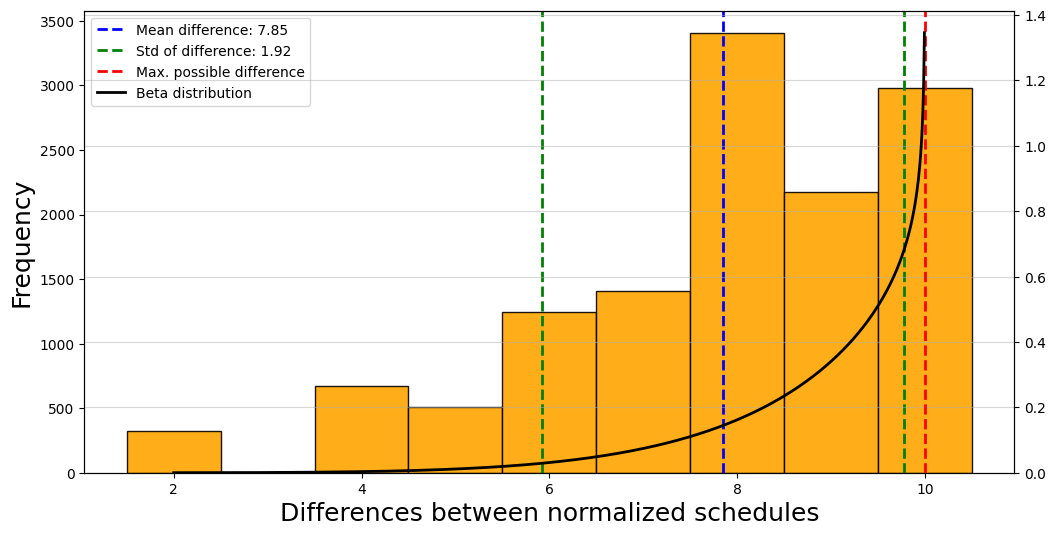 Mean difference: 7.85
Std of difference: 1.92
Max. possible difference
Beta distribution
Frequency
3500
3000
2500
2000
1500
1000
500
0
1.4
1.2
1.0
0.8
0.6
0.4
0.2
0.0
2 4 6 8 10
Differences between normalized schedules